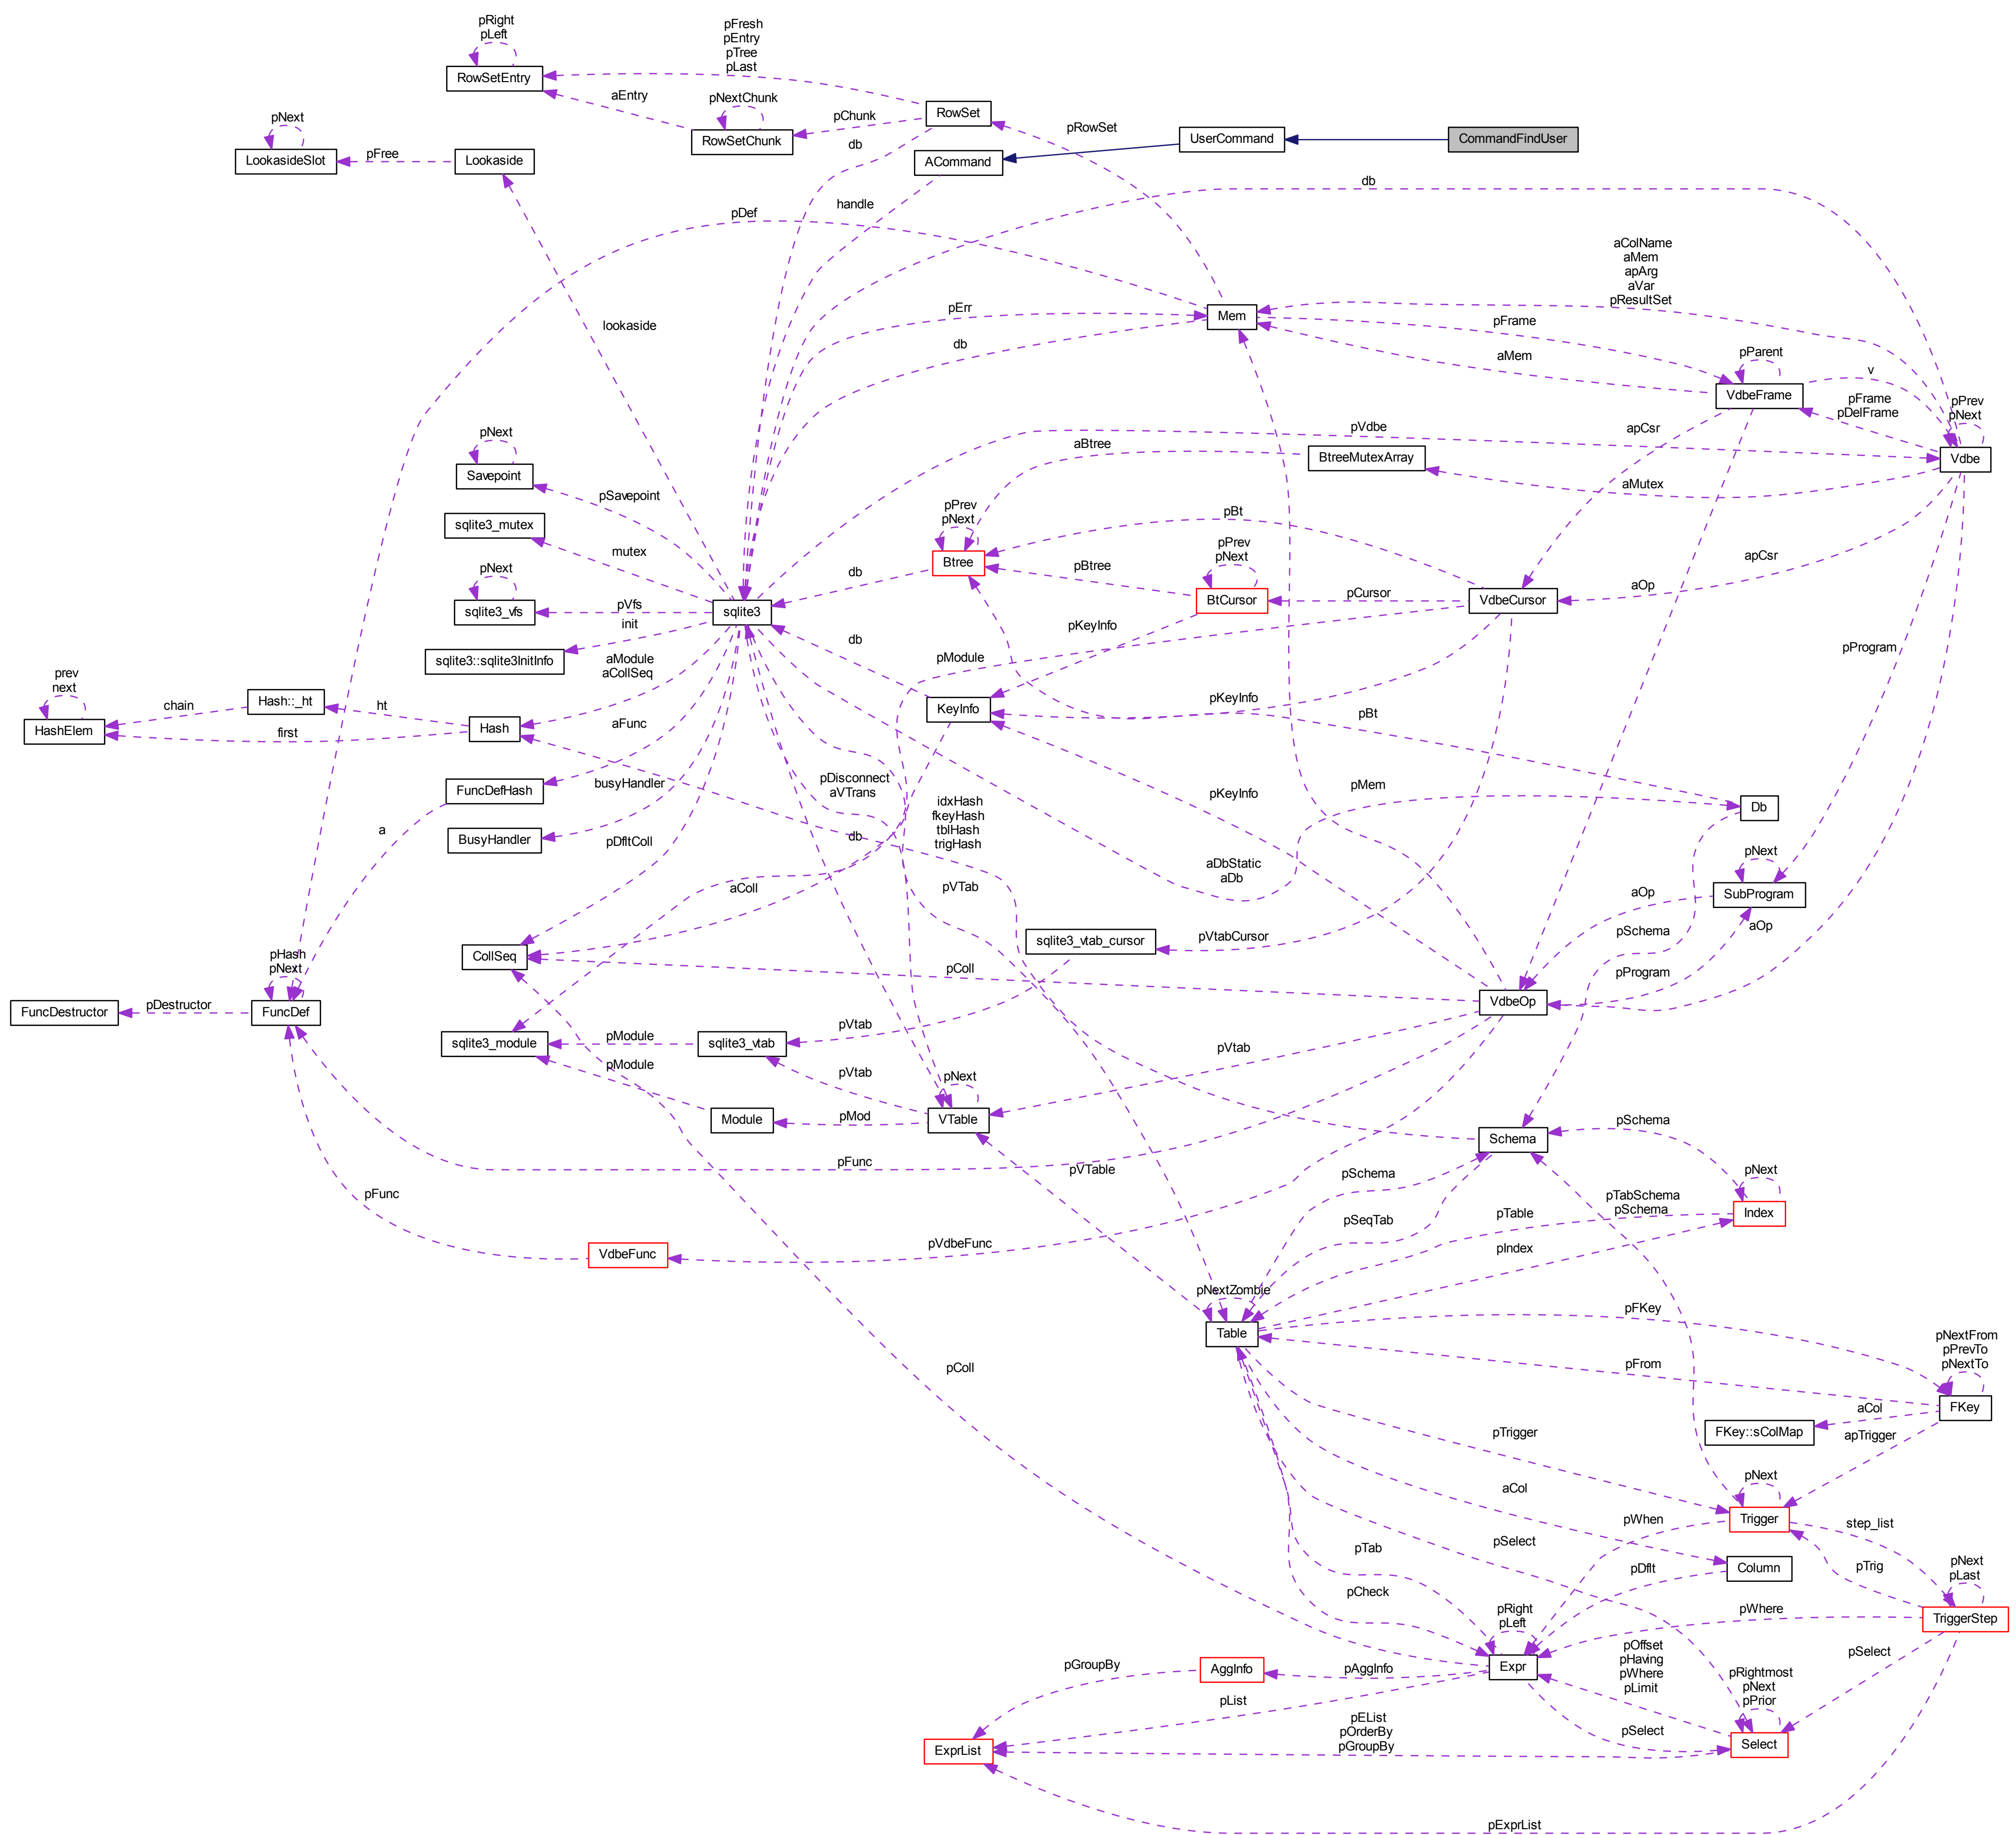 pRight
pLeft
RowSetEntry
pFresh
pEntry
pTree
pLast
aEntry
pNextChunk
RowSetChunk
pChunk
RowSet
db
pRowSet
UserCommand
CommandFindUser
ACommand
pNext
LookasideSlot
pFree
Lookaside
handle
db
pDef
lookaside
aColName
aMem
apArg
aVar
pResultSet
pErr
Mem
pFrame
db
aMem
pParent
VdbeFrame
v
pFrame
pDelFrame
pPrev
pNext
Vdbe
pNext
Savepoint
pSavepoint
pVdbe
aBtree
BtreeMutexArray
apCsr
aMutex
sqlite3_mutex
mutex
pPrev
pNext
Btree
pBt
pPrev
pNext
BtCursor
pBtree
db
pNext
sqlite3_vfs
pVfs
sqlite3
pCursor
VdbeCursor
aOp
apCsr
init
sqlite3::sqlite3InitInfo
pKeyInfo
db
pModule
aModule
aCollSeq
pProgram
prev
next
HashElem
chain
Hash::_ht
ht
Hash
first
KeyInfo
pKeyInfo
pBt
aFunc
FuncDefHash
busyHandler
pDisconnect
aVTrans
idxHash
fkeyHash
tblHash
trigHash
pKeyInfo
pMem
Db
a
BusyHandler
pDfltColl
db
aColl
pVTab
aDbStatic
aDb
pNext
SubProgram
aOp
aOp
CollSeq
sqlite3_vtab_cursor
pVtabCursor
pSchema
pHash
pNext
FuncDef
pDestructor
FuncDestructor
pColl
VdbeOp
pProgram
sqlite3_module
pModule
sqlite3_vtab
pVtab
pModule
pVtab
pNext
VTable
pVtab
Module
pMod
Schema
pSchema
pNext
Index
pFunc
pVTable
pSchema
pTabSchema
pSchema
pFunc
pSeqTab
pTable
pVdbeFunc
VdbeFunc
pIndex
pNextZombie
Table
pFKey
pNextFrom
pPrevTo
pNextTo
FKey
pFrom
pColl
aCol
FKey::sColMap
apTrigger
pTrigger
pNext
Trigger
aCol
pWhen
step_list
pSelect
pTab
pDflt
Column
pTrig
pNext
pLast
TriggerStep
pCheck
pRight
pLeft
Expr
pWhere
pGroupBy
AggInfo
pAggInfo
pOffset
pHaving
pWhere
pLimit
pRightmost
pNext
pPrior
Select
pSelect
pList
pEList
pOrderBy
pGroupBy
ExprList
pSelect
pExprList